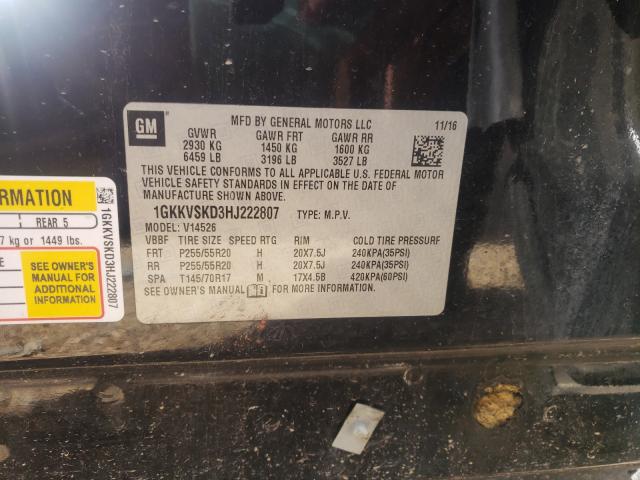 GM
MFD BY GENERAL MOTORS LLC 11/16
GVWR GAWR FRT GAWR RR
2930 KG 1450 KG 1600 KG
6459 LB 3196 LB 3527 LB
THIS VEHICLE CONFORMS TO ALL APPLICABLE U.S. FEDERAL MOTOR
VEHICLE SAFETY STANDARDS IN EFFECT ON THE DATE OF
MANUFACTURE SHOWN ABOVE.
1GKKVSKD3HJ222807 TYPE: M.P.V.
V14526
VBBF TIRE SIZE SPEED RTG RIM COLD TIRE PRESSURE
FRT P255/55R20 H 20X7.5J 240KPA(35PSI)
RR P255/55R20 H 20X7.5J 240KPA(35PSI)
SPA T145/70R17 M 17X4.5B 420KPA(60PSI)
SEE OWNER'S MANUAL FOR MORE INFORMATION.
REAR 5
7 kg or 1449 lbs.
SEE OWNER'S
MANUAL FOR
ADDITIONAL
INFORMATION
1GKKVSKD3HJ222807